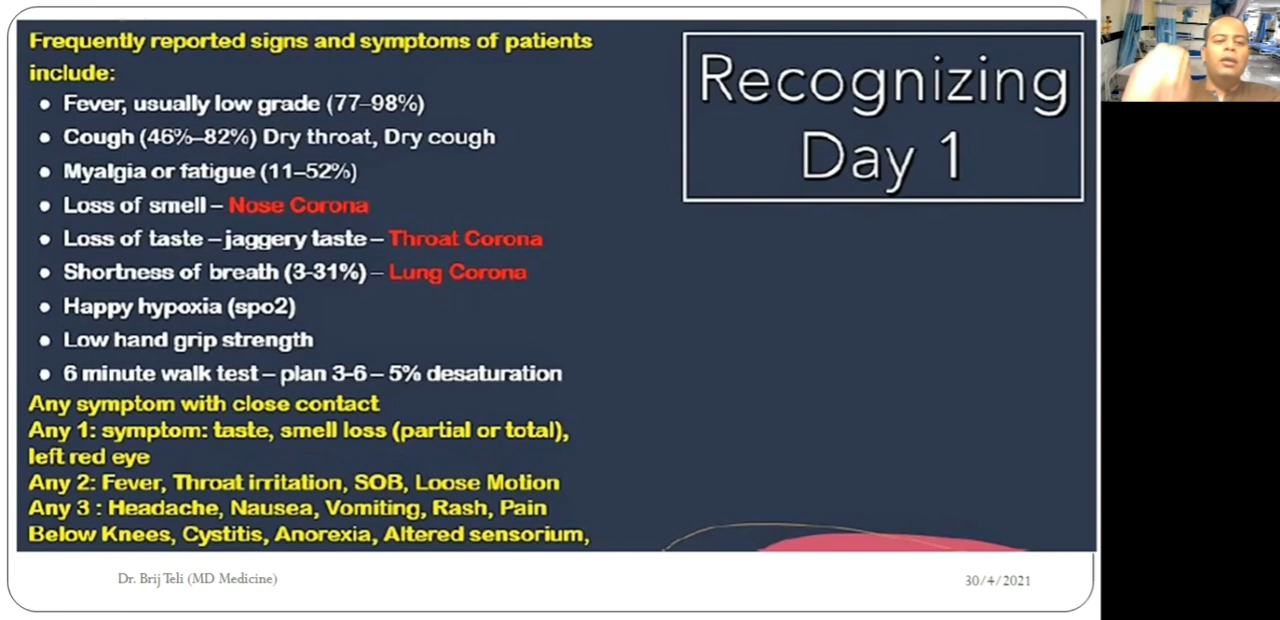 Frequently reported signs and symptoms of patients
include:
• Fever, usually low grade (77–98%)
• Cough (46%–82%) Dry throat, Dry cough
• Myalgia or fatigue (11–52%)
• Loss of smell – Nose Corona
• Loss of taste – jaggery taste – Throat Corona
• Shortness of breath (3-31%) – Lung Corona
• Happy hypoxia (spo2)
• Low hand grip strength
• 6 minute walk test – plan 3-6 – 5% desaturation
Any symptom with close contact
Any 1: symptom: taste, smell loss (partial or total),
left red eye
Any 2: Fever, Throat irritation, SOB, Loose Motion
Any 3 : Headache, Nausea, Vomiting, Rash, Pain
Below Knees, Cystitis, Anorexia, Altered sensorium,
Recognizing
Day 1
Dr. Brij Teli (MD Medicine)
30/4/2021